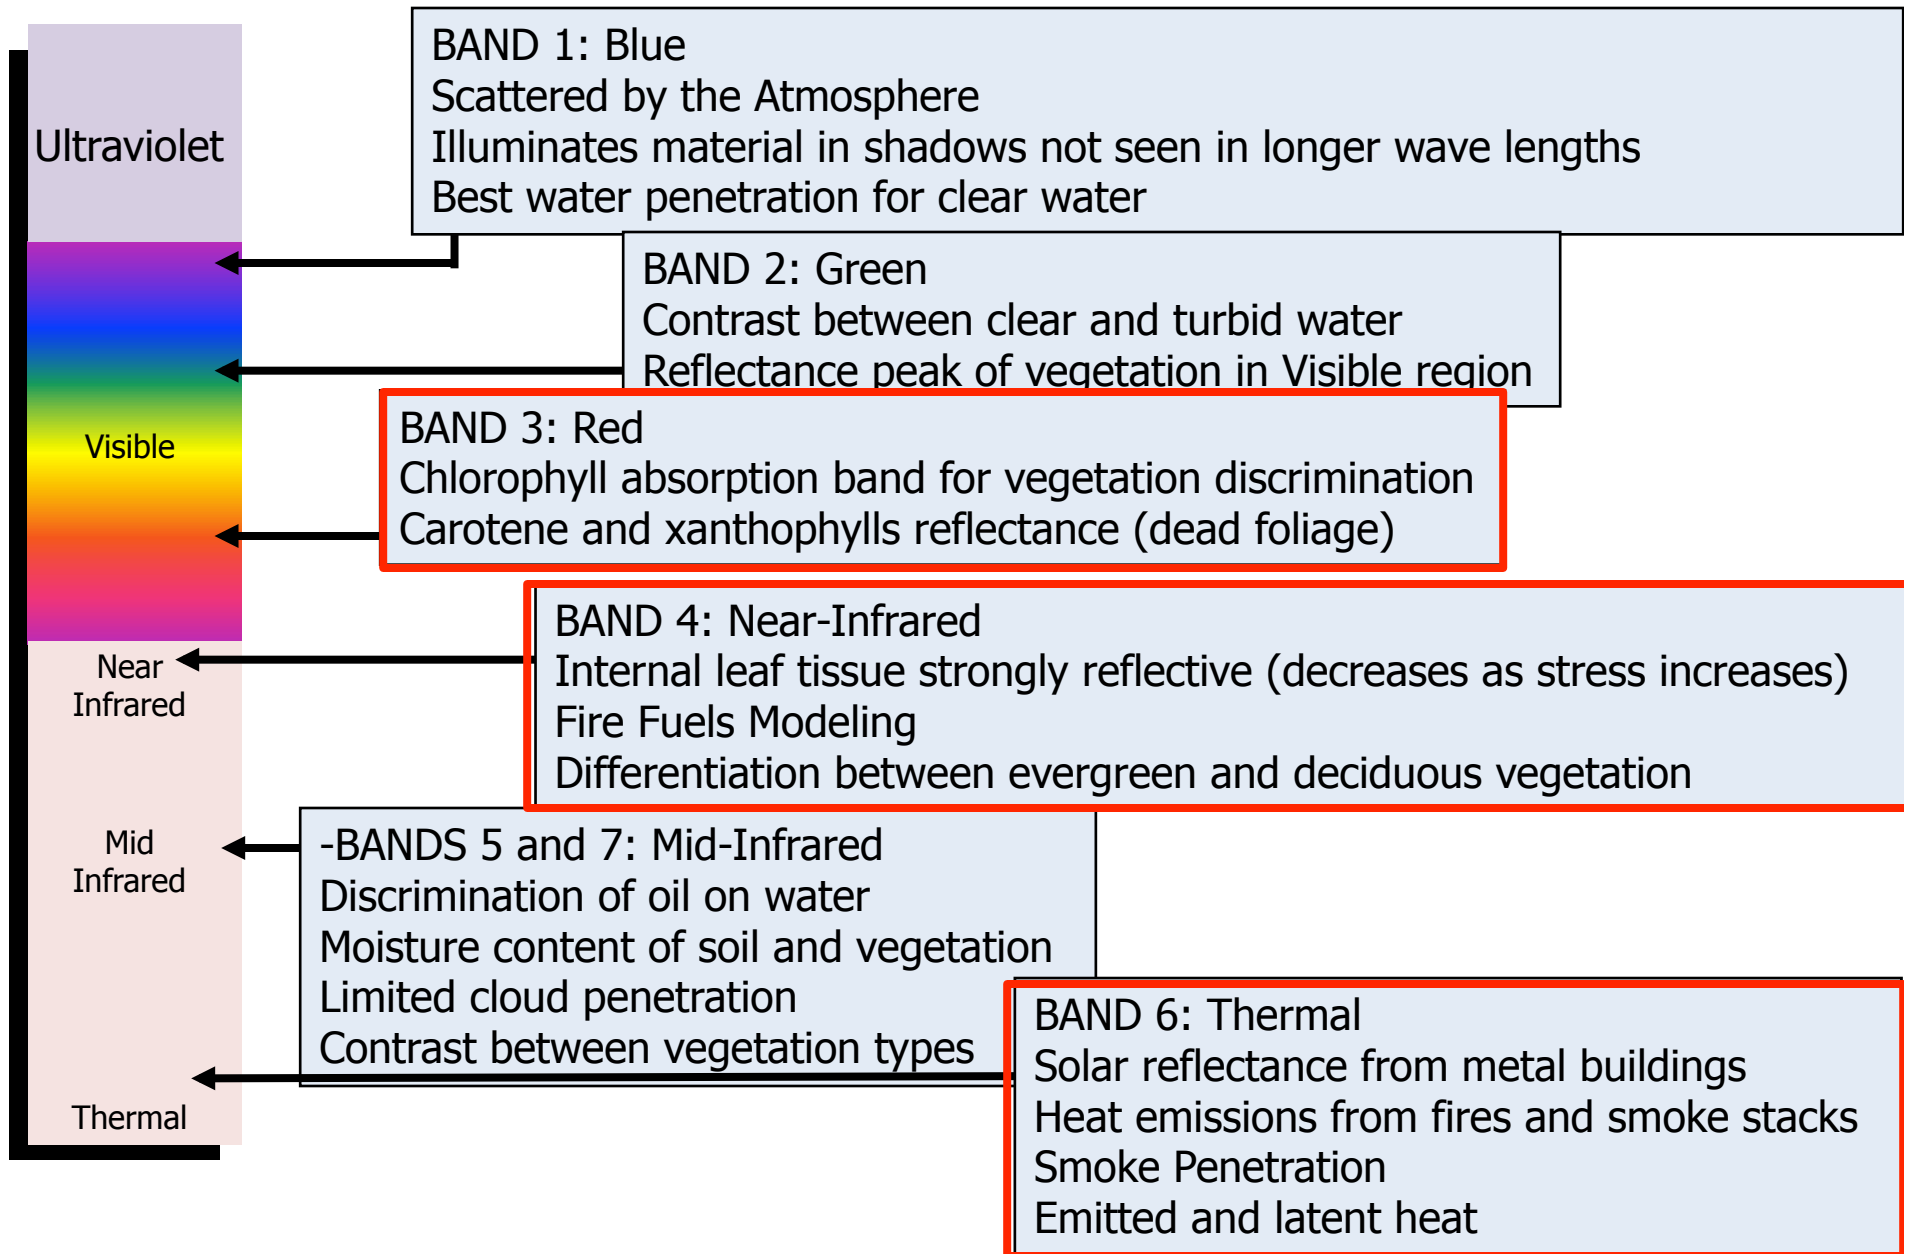 Ultraviolet
BAND 1: Blue
Scattered by the Atmosphere
Illuminates material in shadows not seen in longer wave lengths
Best water penetration for clear water
BAND 2: Green
Contrast between clear and turbid water
Reflectance peak of vegetation in Visible region
Visible
BAND 3: Red
Chlorophyll absorption band for vegetation discrimination
Carotene and xanthophylls reflectance (dead foliage)
Near
Infrared
BAND 4: Near-Infrared
Internal leaf tissue strongly reflective (decreases as stress increases)
Fire Fuels Modeling
Differentiation between evergreen and deciduous vegetation
Mid
Infrared
-BANDS 5 and 7: Mid-Infrared
Discrimination of oil on water
Moisture content of soil and vegetation
Limited cloud penetration
Contrast between vegetation types
Thermal
BAND 6: Thermal
Solar reflectance from metal buildings
Heat emissions from fires and smoke stacks
Smoke Penetration
Emitted and latent heat